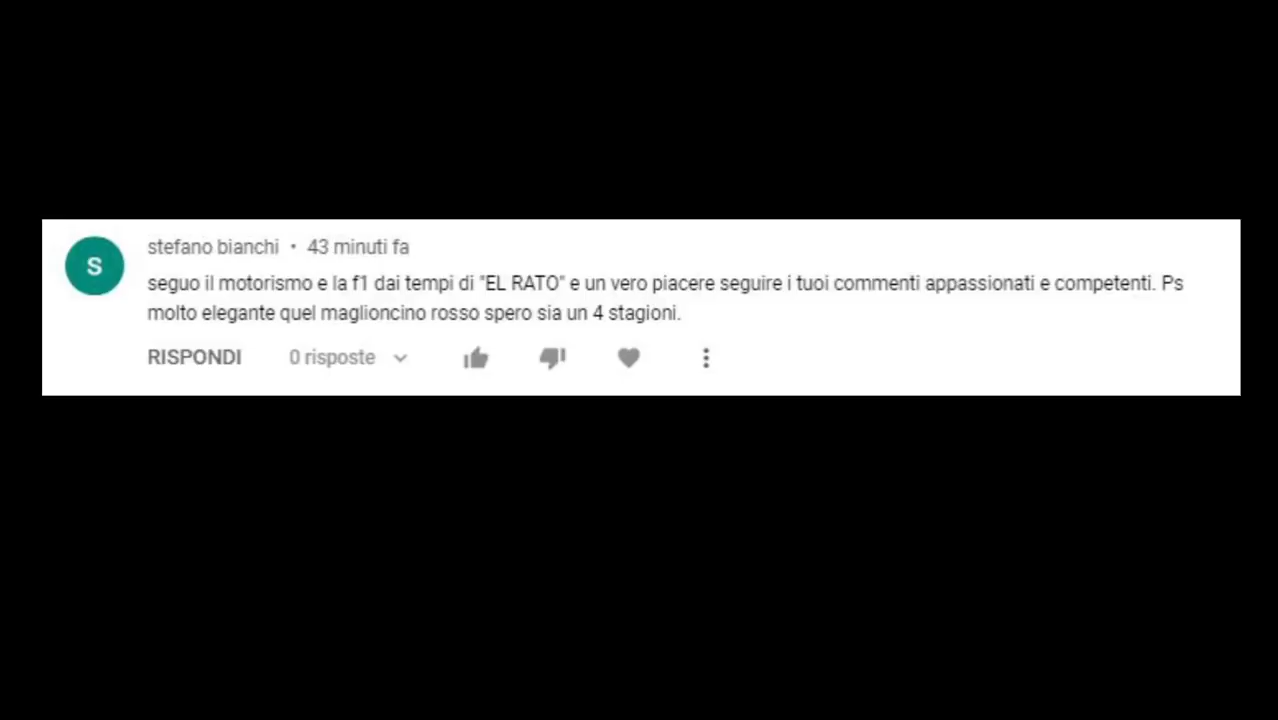 S
stefano bianchi • 43 minuti fa
seguo il motorismo e la f1 dai tempi di "EL RATO" e un vero piacere seguire i tuoi commenti appassionati e competenti. Ps
molto elegante quel maglioncino rosso spero sia un 4 stagioni.
RISPONDI 0 risposte